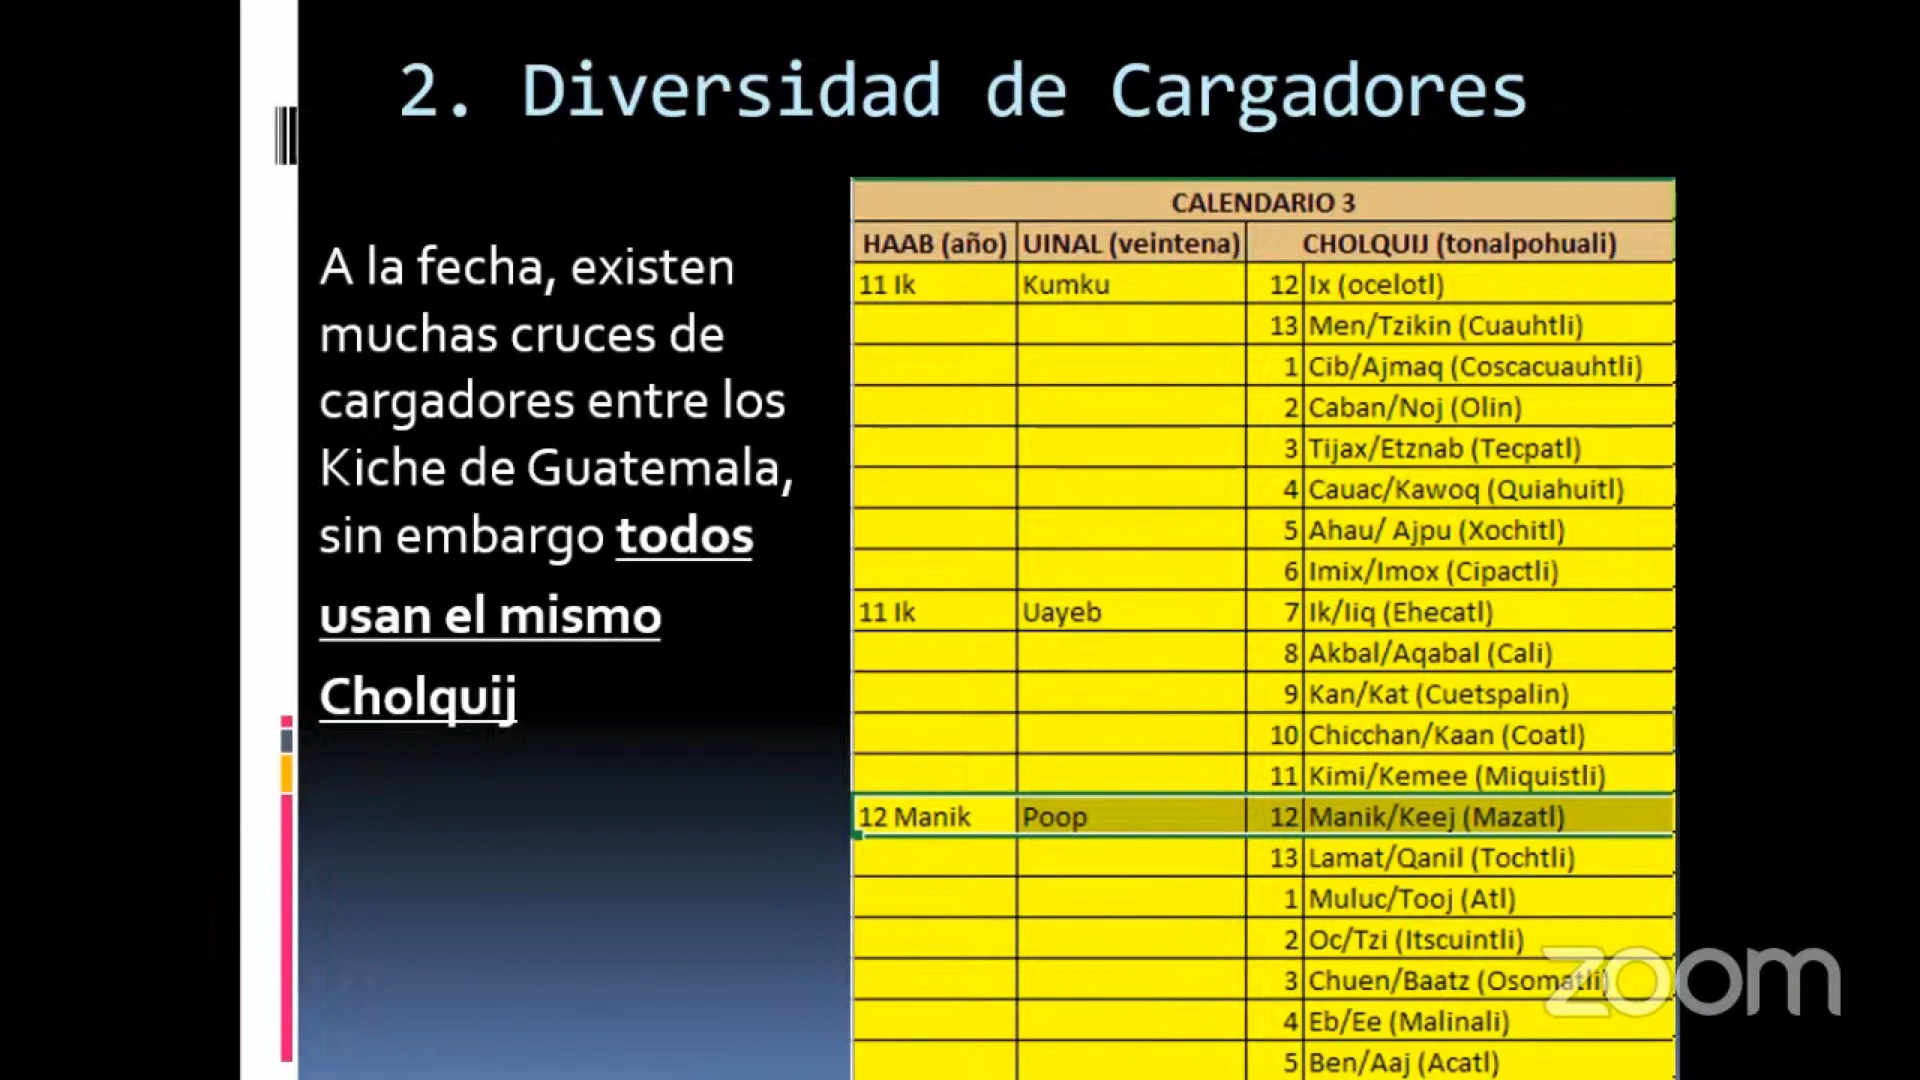 2. Diversidad de Cargadores
A la fecha, existen
muchas cruces de
cargadores entre los
Kiche de Guatemala,
sin embargo todos
usan el mismo
Cholquij
CALENDARIO 3
HAAB (año) UINAL (veintena) CHOLQUIJ (tonalpohuali)
11 Ik Kumku 12 Ix (ocelotl)
13 Men/Tzikin (Cuauhtli)
1 Cib/Ajmaq (Coscacuauhtli)
2 Caban/Noj (Olin)
3 Tijax/Etznab (Tecpatl)
4 Cauac/Kawoq (Quiahuitl)
5 Ahau/ Ajpu (Xochitl)
6 Imix/Imox (Cipactli)
11 Ik Uayeb 7 Ik/Iiq (Ehecatl)
8 Akbal/Aqabal (Cali)
9 Kan/Kat (Cuetspalin)
10 Chicchan/Kaan (Coatl)
11 Kimi/Kemee (Miquistli)
12 Manik Poop 12 Manik/Keej (Mazatl)
13 Lamat/Qanil (Tochtli)
1 Muluc/Tooj (Atl)
2 Oc/Tzi (Itscuintli)
3 Chuen/Baatz (Osomatli)
4 Eb/Ee (Malinali)
5 Ben/Aaj (Acatl)
zoom